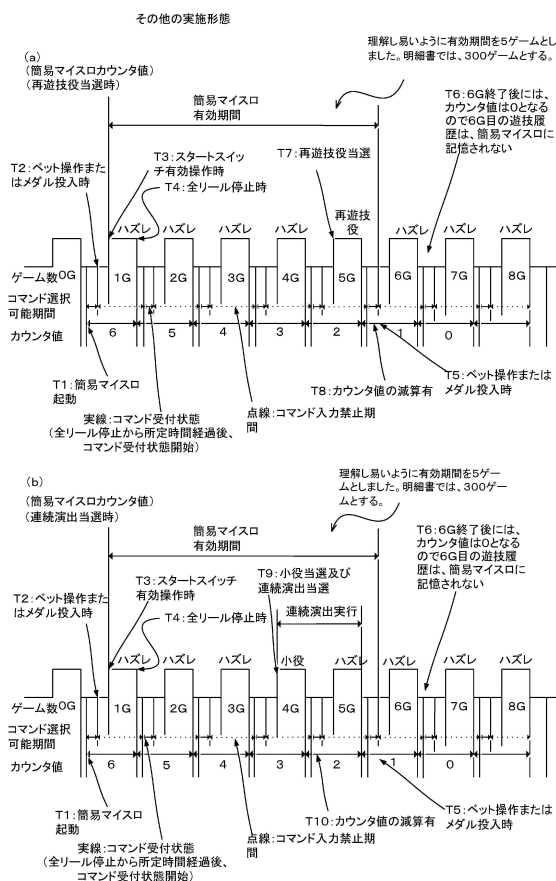 その他の実施形態
(a)
(簡易マイスロカウンタ値)
(再遊技役当選時)
理解し易いように有効期間を5ゲームとし
ました。明細書では、300ゲームとする。
簡易マイスロ
有効期間
T6：6G終了後には、
カウンタ値は0となる
ので6G目の遊技履
歴は、簡易マイスロに
記憶されない
T2：ベット操作また
はメダル投入時
T3：スタートスイッ
チ有効操作時
T4：全リール停止時
T7：再遊技役当選
ハズレ ハズレ ハズレ ハズレ 再遊技役 ハズレ ハズレ ハズレ
ゲーム数 0G 1G 2G 3G 4G 5G 6G 7G 8G
コマンド選択
可能期間
カウンタ値 6 5 4 3 2 1 0
T1：簡易マイスロ
起動
実線：コマンド受付状態
(全リール停止から所定時間経過後、
コマンド受付状態開始)
点線：コマンド入力禁止期
間
T8：カウンタ値の減算有
T5：ベット操作または
メダル投入時
(b)
(簡易マイスロカウンタ値)
(連続演出当選時)
理解し易いように有効期間を5ゲ
ームとしました。明細書では、300ゲ
ームとする。
簡易マイスロ
有効期間
T6：6G終了後には、
カウンタ値は0となる
ので6G目の遊技履
歴は、簡易マイスロに
記憶されない
T2：ベット操作また
はメダル投入時
T3：スタートスイッチ
有効操作時
T4：全リール停止時
T9：小役当選及び
連続演出当選
連続演出実行
ハズレ ハズレ ハズレ 小役 ハズレ ハズレ ハズレ ハズレ
ゲーム数 0G 1G 2G 3G 4G 5G 6G 7G 8G
コマンド選択
可能期間
カウンタ値 6 5 4 3 2 1 0
T1：簡易マイスロ
起動
実線：コマンド受付状態
(全リール停止から所定時間経過後、
コマンド受付状態開始)
点線：コマンド入力禁止期
間
T10：カウンタ値の減算有
T5：ベット操作または
メダル投入時